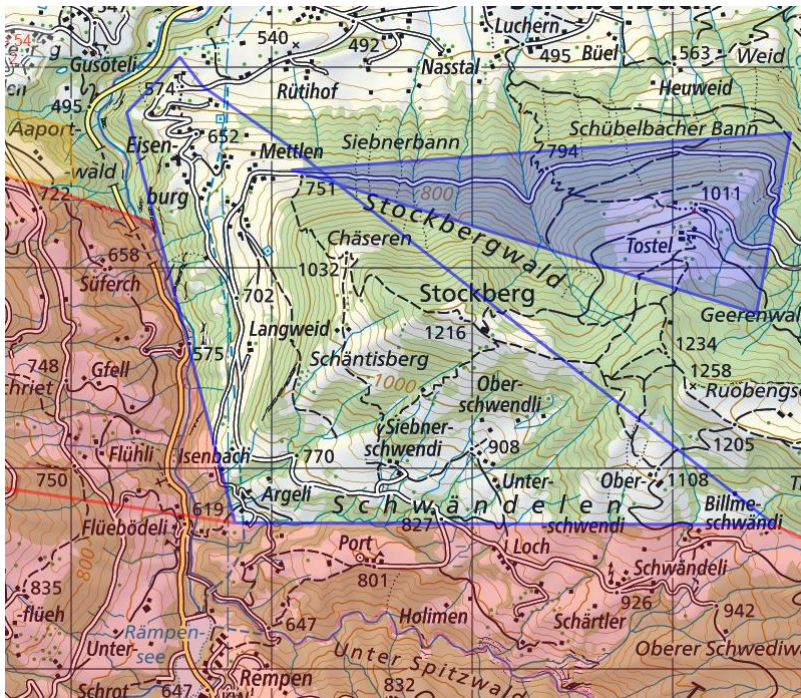 540
492
Luchern
495
Büel
563
Weid
Gusöteli
Nasstal
574
Rütihof
Heuweid
495
Aaport-
652
Siebnerbann
Schübelbacher Bann
Eisen-
Mettlen
794
-wald
722
burg
751
800
1011
Stockbergwald
Tostel
658
Chäseren
Süferch
1032
702
Stockberg
Geerenwal
Langweid
1216
575
1234
748
Schäntisberg
1258
chriet
Gfell
1000
Ober-
schwendli
Ruobengs
Siebner-
schwendi
Flühli
Isenbach
770
908
1205
750
Argeli
Unter-
Ober-
1108
619
Schwändelen
Billme-
schwändi
Flüebödeli
827
-schwendi
Port
Loch
Schwändeli
835
801
926
942
-flüeh
Holimen
Schärtler
Rämpen-
see
647
Unter-
Oberer Schwediwa
Unter Spitzwald
Schrot
647
Rempen
832